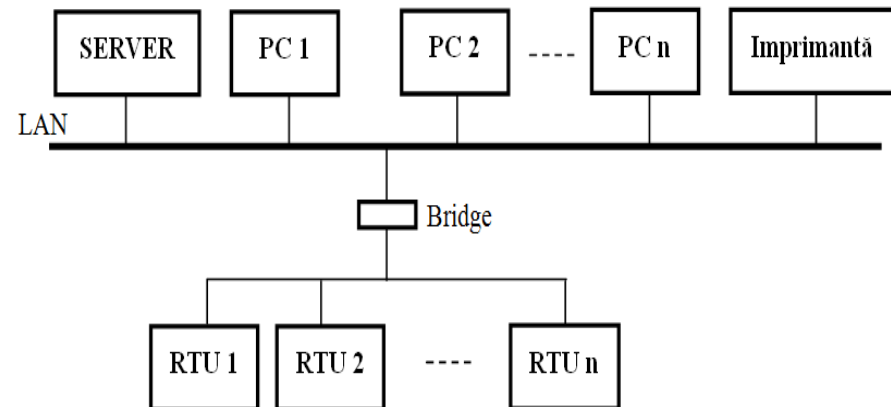 SERVER PC 1 PC 2 ---- PC n Imprimantă
LAN
Bridge
RTU 1 RTU 2 ---- RTU n